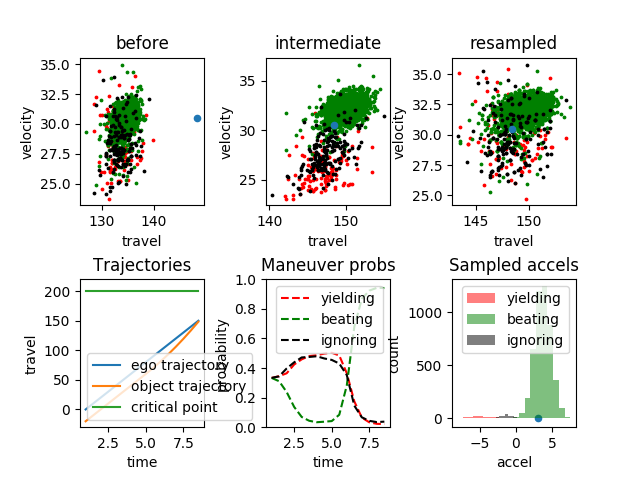 before
intermediate
resampled
35.0
32.5
30.0
27.5
25.0
velocity
130
140
travel
35
30
25
velocity
140
150
travel
35.0
32.5
30.0
27.5
25.0
velocity
145
150
travel
Trajectories
Maneuver probs
Sampled accels
200
150
100
50
0
travel
ego trajectory
object trajectory
critical point
2.5
5.0
7.5
time
1.0
0.8
0.6
0.4
0.2
0.0
probability
yielding
beating
ignoring
2.5
5.0
7.5
time
1000
500
0
count
yielding
beating
ignoring
−5
0
5
accel